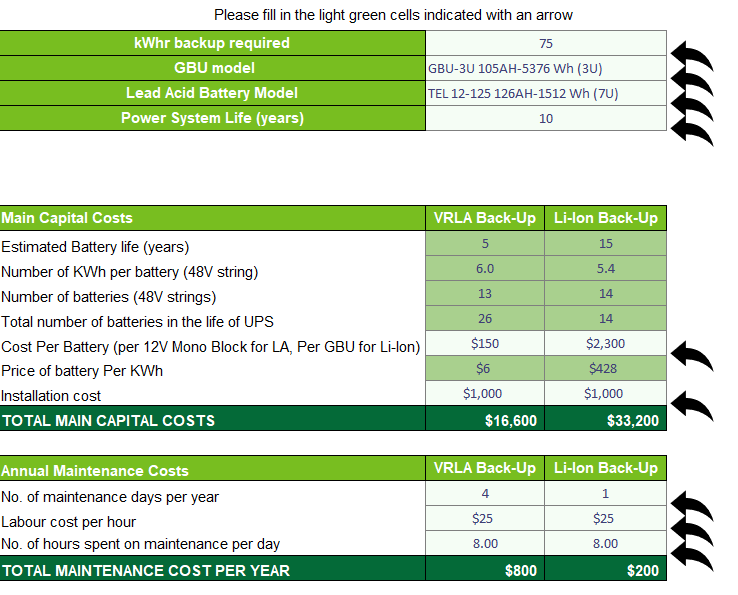 Please fill in the light green cells indicated with an arrow
kWhr backup required 75
GBU model GBU-3U 105AH-5376 Wh (3U)
Lead Acid Battery Model TEL 12-125 126AH-1512 Wh (7U)
Power System Life (years) 10
Main Capital Costs VRLA Back-Up Li-Ion Back-Up
Estimated Battery life (years) 5 15
Number of KWh per battery (48V string) 6.0 5.4
Number of batteries (48V strings) 13 14
Total number of batteries in the life of UPS 26 14
Cost Per Battery (per 12V Mono Block for LA, Per GBU for Li-Ion) $150 $2,300
Price of battery Per KWh $6 $428
Installation cost $1,000 $1,000
TOTAL MAIN CAPITAL COSTS $16,600 $33,200
Annual Maintenance Costs VRLA Back-Up Li-Ion Back-Up
No. of maintenance days per year 4 1
Labour cost per hour $25 $25
No. of hours spent on maintenance per day 8.00 8.00
TOTAL MAINTENANCE COST PER YEAR $800 $200